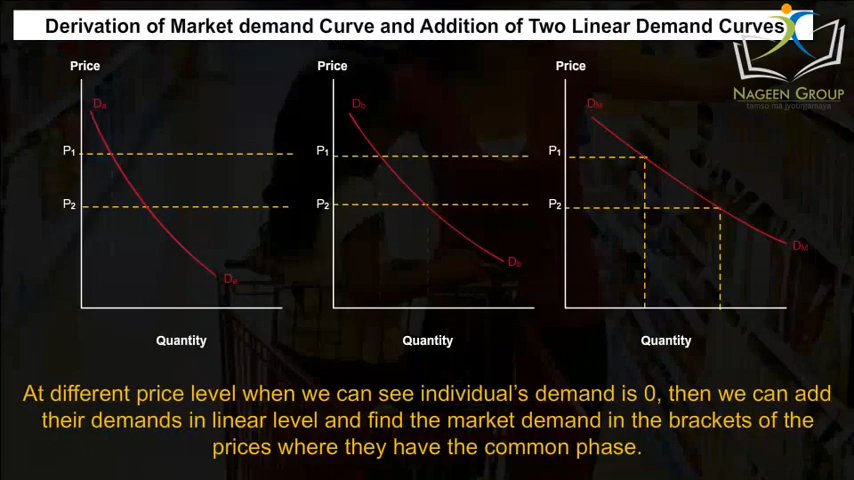 Derivation of Market demand Curve and Addition of Two Linear Demand Curves
NAGEEN GROUP
tamso ma jyotirgamaya
Price
Price
Price
Da
Db
DM
P1
P1
P1
P2
P2
P2
Da
Db
DM
Quantity
Quantity
Quantity
At different price level when we can see individual's demand is 0, then we can add
their demands in linear level and find the market demand in the brackets of the
prices where they have the common phase.